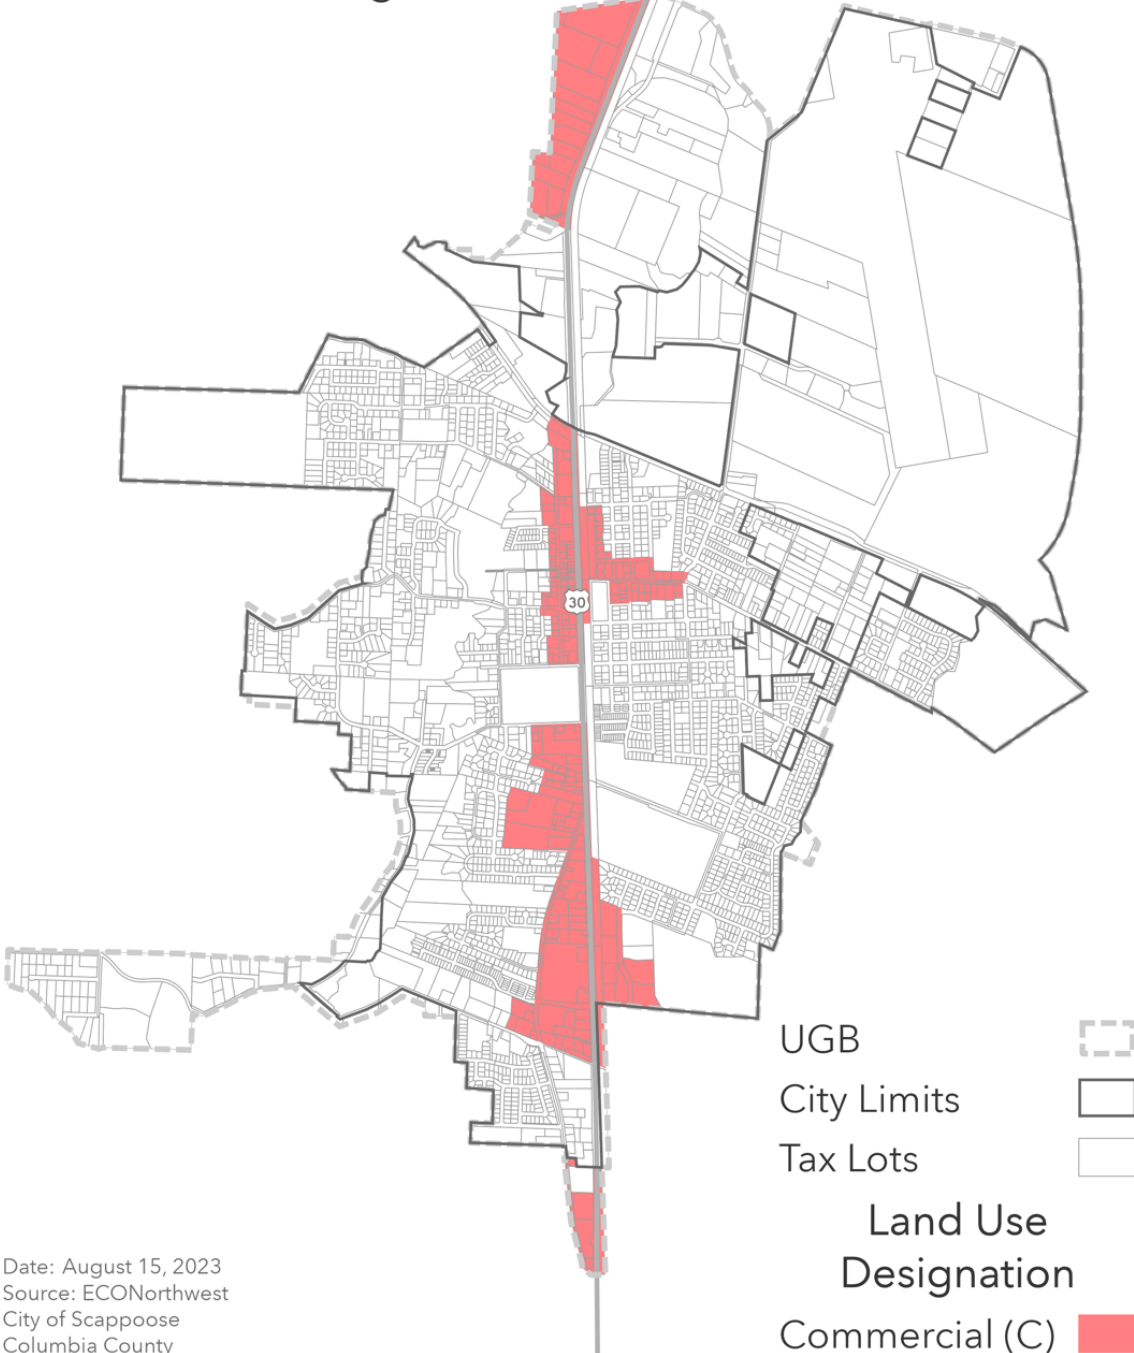 30
UGB
City Limits
Tax Lots
Land Use
Designation
Commercial (C)
Date: August 15, 2023
Source: ECONorthwest
City of Scappoose
Columbia County